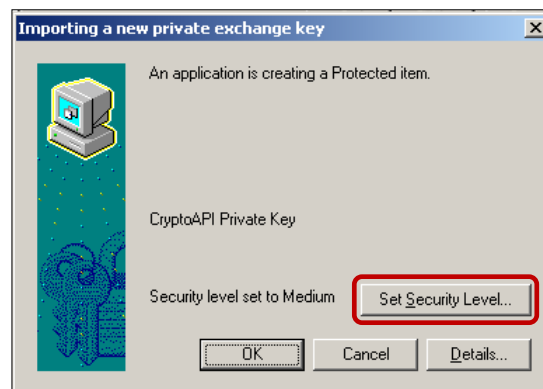 Importing a new private exchange key
An application is creating a Protected item.
CryptoAPI Private Key
Security level set to Medium
Set Security Level...
OK
Cancel
Details...